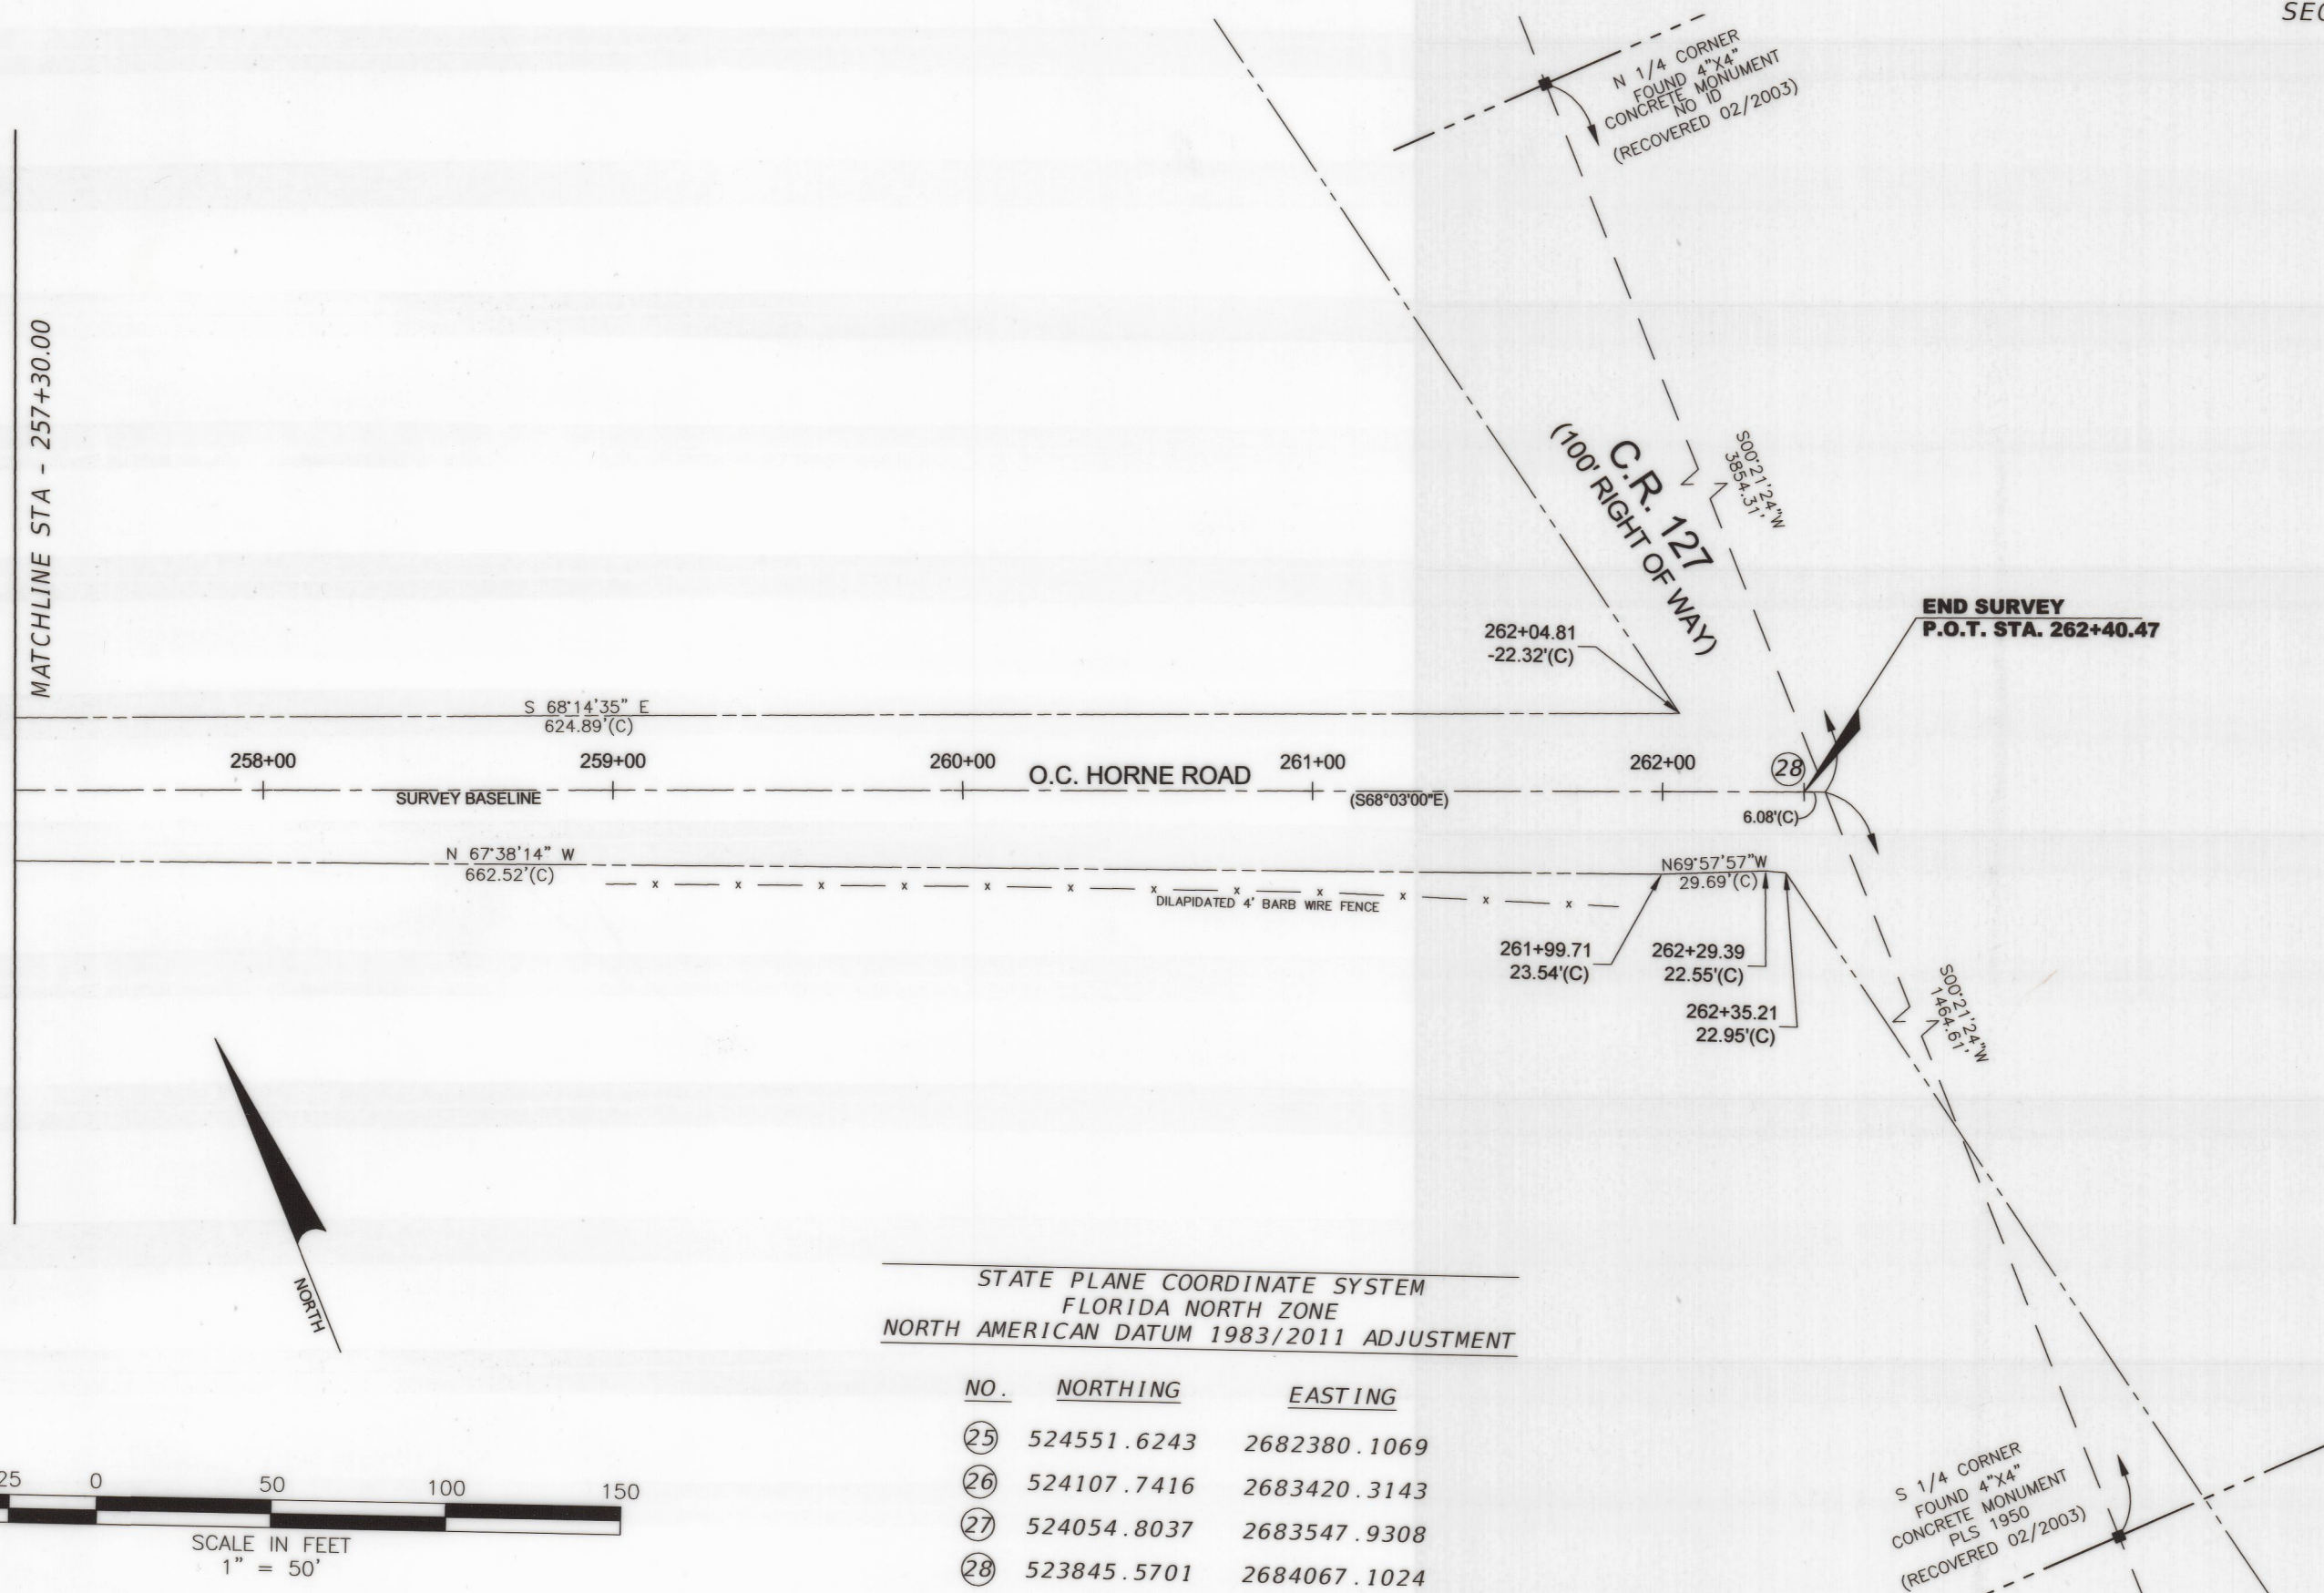 SEC
N 1/4 CORNER
FOUND 4"X4"
CONCRETE MONUMENT
NO ID
(RECOVERED 02/2003)
MATCHLINE STA - 257+30.00
C.R. 127
(100' RIGHT OF WAY)
S00°21'24"W
3854.31'
END SURVEY
P.O.T. STA. 262+40.47
262+04.81
-22.32'(C)
S 68°14'35" E
624.89'(C)
258+00
259+00
260+00
O.C. HORNE ROAD
261+00
262+00
28
SURVEY BASELINE
(S68°03'00"E)
6.08'(C)
N 67°38'14" W
662.52'(C)
x x x x x x x x x x x x
DILAPIDATED 4' BARB WIRE FENCE
N69°57'57"W
29.69'(C)
261+99.71
23.54'(C)
262+29.39
22.55'(C)
262+35.21
22.95'(C)
S00°21'24"W
1464.61'
NORTH
STATE PLANE COORDINATE SYSTEM
FLORIDA NORTH ZONE
NORTH AMERICAN DATUM 1983/2011 ADJUSTMENT
NO. NORTHING EASTING
25 524551.6243 2682380.1069
26 524107.7416 2683420.3143
27 524054.8037 2683547.9308
28 523845.5701 2684067.1024
25 0 50 100 150
SCALE IN FEET
1" = 50'
S 1/4 CORNER
FOUND 4"X4"
CONCRETE MONUMENT
PLS 1950
(RECOVERED 02/2003)